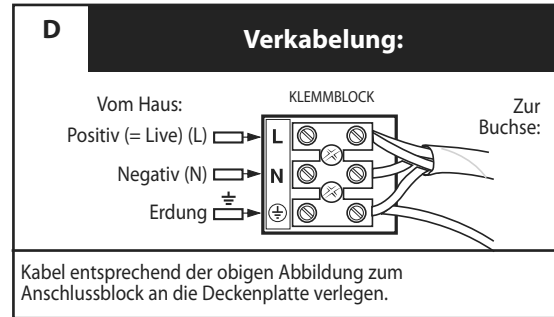 D
Verkabelung:
Vom Haus:
KLEMMBLOCK
Zur
Buchse:
Positiv (= Live) (L)
L
Negativ (N)
N
Erdung
Kabel entsprechend der obigen Abbildung zum
Anschlussblock an die Deckenplatte verlegen.